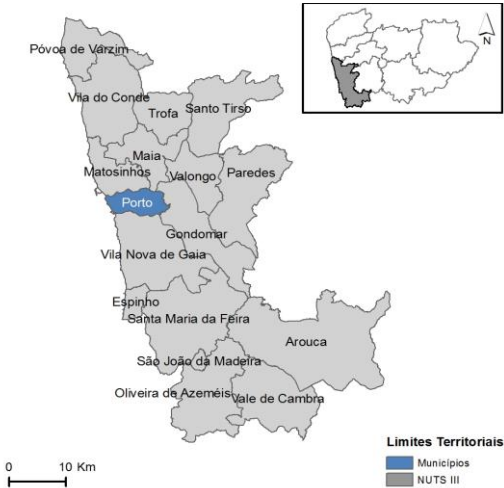 Póvoa de Varzim
Vila do Conde
Trofa
Santo Tirso
Maia
Matosinhos
Valongo
Paredes
Porto
Gondomar
Vila Nova de Gaia
Espinho
Santa Maria da Feira
Arouca
São João da Madeira
Oliveira de Azeméis
Vale de Cambra
N
0 10 Km
Limites Territoriais
Municípios
NUTS III